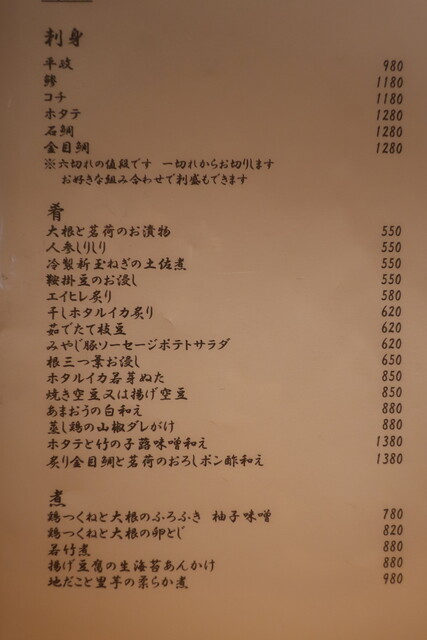 刺身
平政 980
鯵 1180
コチ 1180
ホタテ 1280
石鯛 1280
金目鯛 1280
※六切れの値段です 一切れからお切りします
お好きな組み合わせで刺盛もできます
肴
大根と茗荷のお漬物 550
人参しりしり 550
冷製新玉ねぎの土佐煮 550
鞍掛豆のお浸し 550
エイヒレ炙り 580
干しホタルイカ炙り 620
茹でたて枝豆 620
みやじ豚ソーセージポテトサラダ 620
根三つ葉お浸し 650
ホタルイカ若芽ぬた 850
焼き空豆又は揚げ空豆 850
あまおうの白和え 880
蒸し鶏の山椒ダレがけ 880
ホタテと竹の子蕗味噌和え 1380
炙り金目鯛と茗荷のおろしポン酢和え 1380
煮
鶏つくねと大根のふろふき 柚子味噌 780
鶏つくねと大根の卵とじ 820
若竹煮 880
揚げ豆腐の生海苔あんかけ 880
地だこと里芋の柔らか煮 980